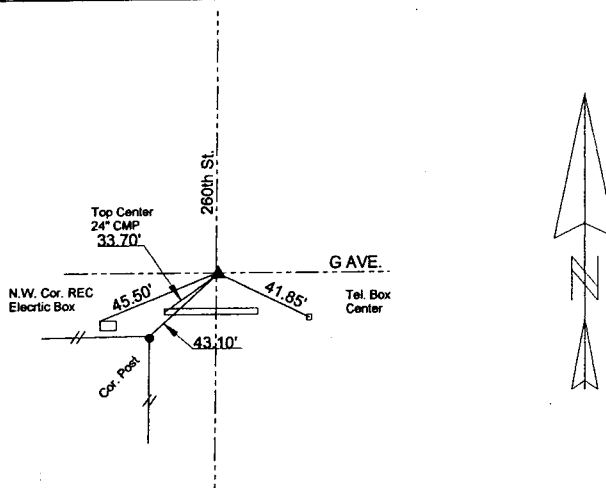 260th St.
Top Center
24" CMP
33.70'
G AVE.
N.W. Cor. REC
Elecrtic Box
45.50'
41.85'
Tel. Box
Center
43.10'
Cor. Post
N